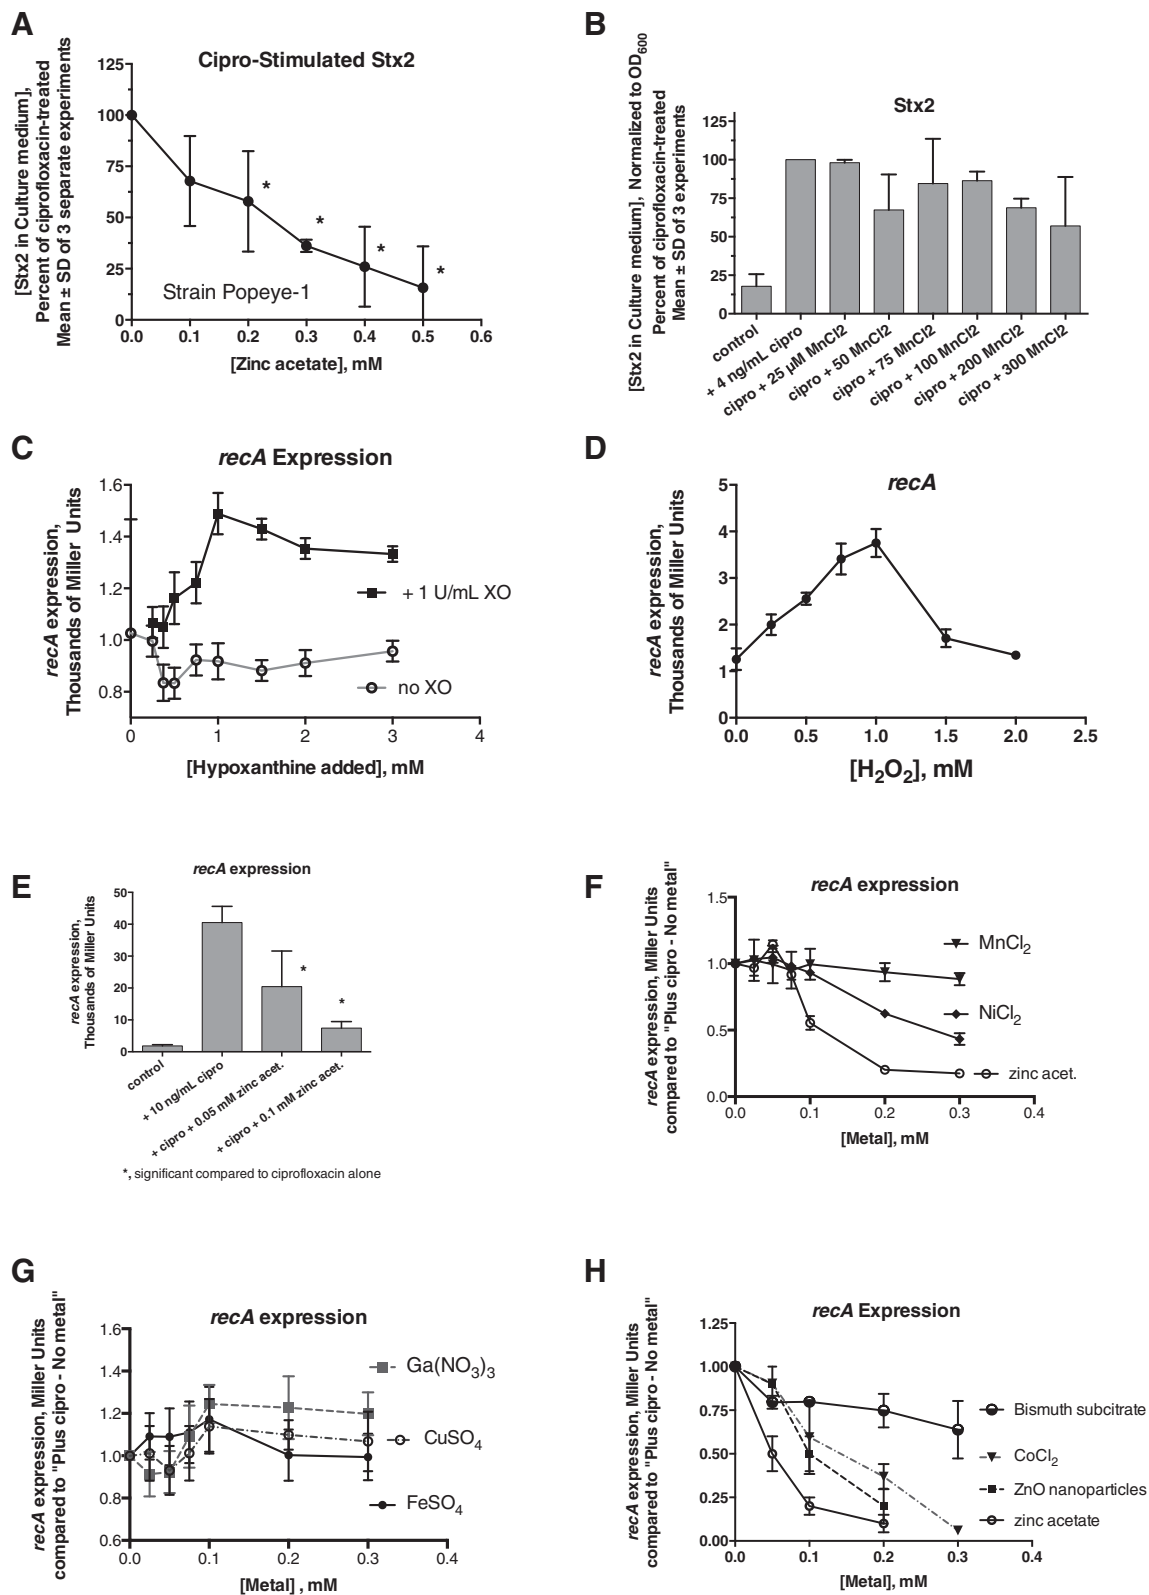 A
Cipro-Stimulated Stx2
[Stx2 in Culture medium],
Percent of ciprofloxacin-treated
Mean ± SD of 3 separate experiments
125
100
75
50
25
0
*
*
*
*
Strain Popeye-1
0.0 0.1 0.2 0.3 0.4 0.5 0.6
[Zinc acetate], mM
B
Stx2
[Stx2 in Culture medium], Normalized to OD600
Percent of ciprofloxacin-treated
Mean ± SD of 3 experiments
125
100
75
50
25
0
control
+ 4 ng/mL cipro
cipro + 25 µM MnCl2
cipro + 50 MnCl2
cipro + 75 MnCl2
cipro + 100 MnCl2
cipro + 200 MnCl2
cipro + 300 MnCl2
C
recA Expression
recA expression,
Thousands of Miller Units
1.6
1.4
1.2
1.0
0.8
+ 1 U/mL XO
no XO
0 1 2 3 4
[Hypoxanthine added], mM
D
recA
recA expression,
Thousands of Miller Units
5
4
3
2
1
0
0.0 0.5 1.0 1.5 2.0 2.5
[H2O2], mM
E
recA expression
recA expression,
Thousands of Miller Units
50
40
30
20
10
0
*
*
control
+ 10 ng/mL cipro
+ cipro + 0.05 mM zinc acet.
+ cipro + 0.1 mM zinc acet.
*, significant compared to ciprofloxacin alone
F
recA expression
recA expression, Miller Units
compared to "Plus cipro - No metal"
1.5
1.0
0.5
0.0
MnCl2
NiCl2
zinc acet.
0.0 0.1 0.2 0.3 0.4
[Metal], mM
G
recA expression
recA expression, Miller Units
compared to "Plus cipro - No metal"
1.6
1.4
1.2
1.0
0.8
0.6
Ga(NO3)3
CuSO4
FeSO4
0.0 0.1 0.2 0.3 0.4
[Metal] , mM
H
recA Expression
recA expression, Miller Units
compared to "Plus cipro - No metal"
1.25
1.00
0.75
0.50
0.25
0.00
Bismuth subcitrate
CoCl2
ZnO nanoparticles
zinc acetate
0.0 0.1 0.2 0.3 0.4
[Metal], mM